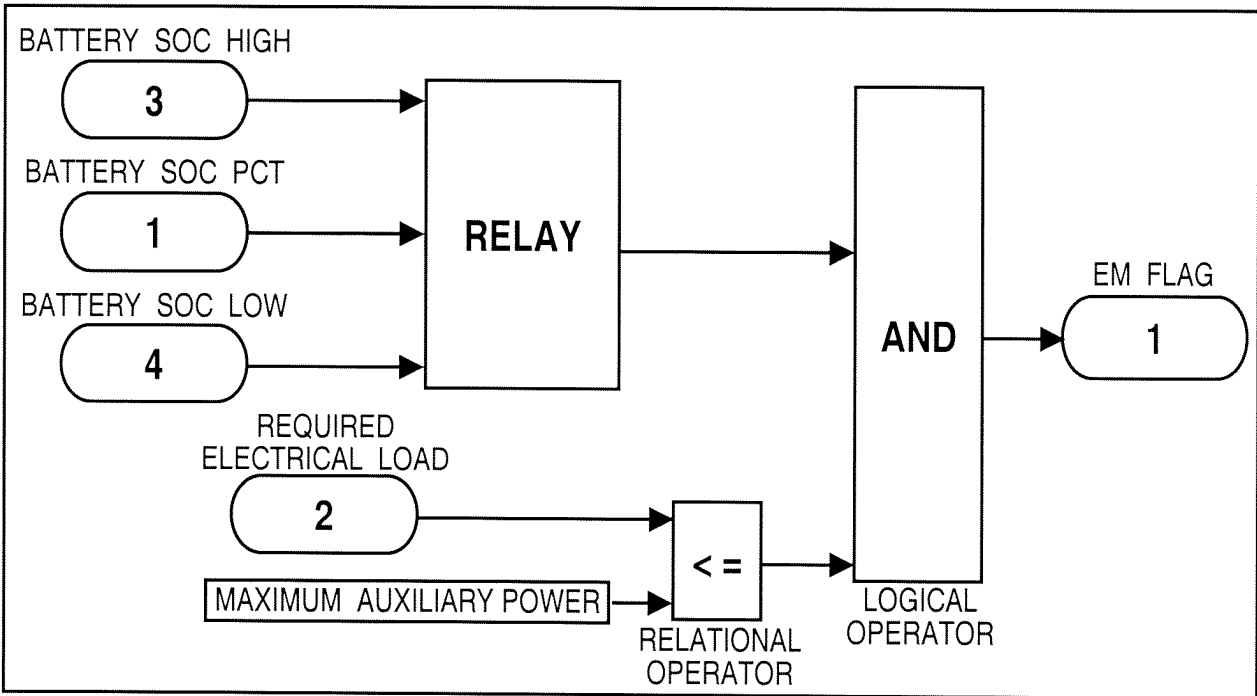 BATTERY SOC HIGH
3
BATTERY SOC PCT
1
BATTERY SOC LOW
4
RELAY
REQUIRED
ELECTRICAL LOAD
2
MAXIMUM AUXILIARY POWER
< =
RELATIONAL
OPERATOR
AND
LOGICAL
OPERATOR
EM FLAG
1